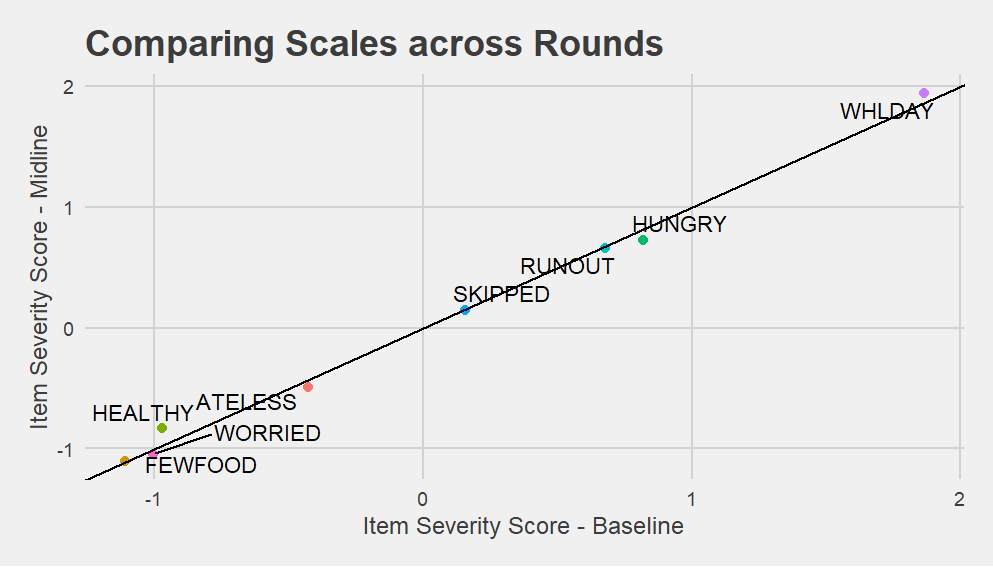 Comparing Scales across Rounds
Item Severity Score - Midline
2
1
0
-1
WHLDAY
HUNGRY
RUNOUT
SKIPPED
ATELESS
HEALTHY
WORRIED
FEWFOOD
-1
0
1
2
Item Severity Score - Baseline